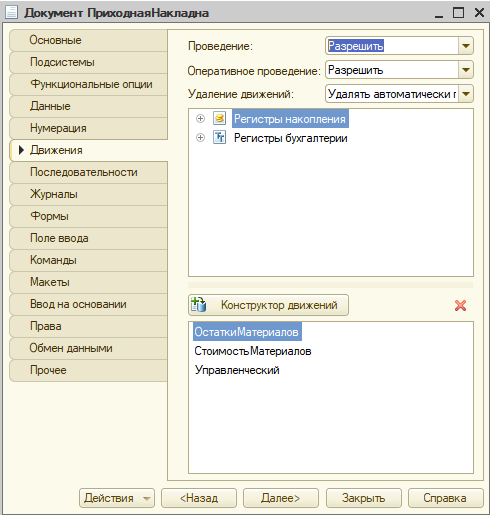 Документ ПриходнаяНакладна
Основные
Подсистемы
Функциональные опции
Данные
Нумерация
Движения
Последовательности
Журналы
Формы
Поле ввода
Команды
Макеты
Ввод на основании
Права
Обмен данными
Прочее
Проведение: Разрешить
Оперативное проведение: Разрешить
Удаление движений: Удалять автоматически г
Регистры накопления
Регистры бухгалтерии
Конструктор движений
ОстаткиМатериалов
СтоимостьМатериалов
Управленческий
Действия <Назад Далее> Закрыть Справка